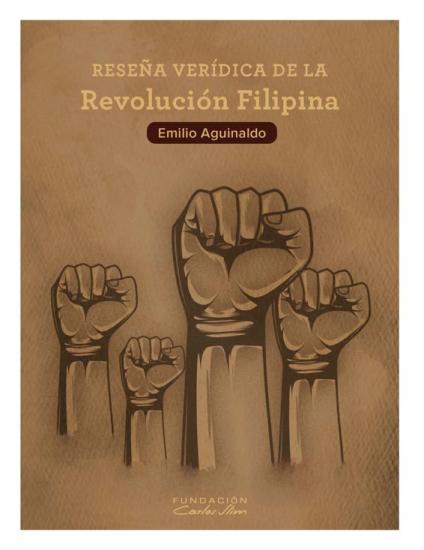 RESEÑA VERÍDICA DE LA
Revolución Filipina
Emilio Aguinaldo
FUNDACIÓN
Carlos Slim